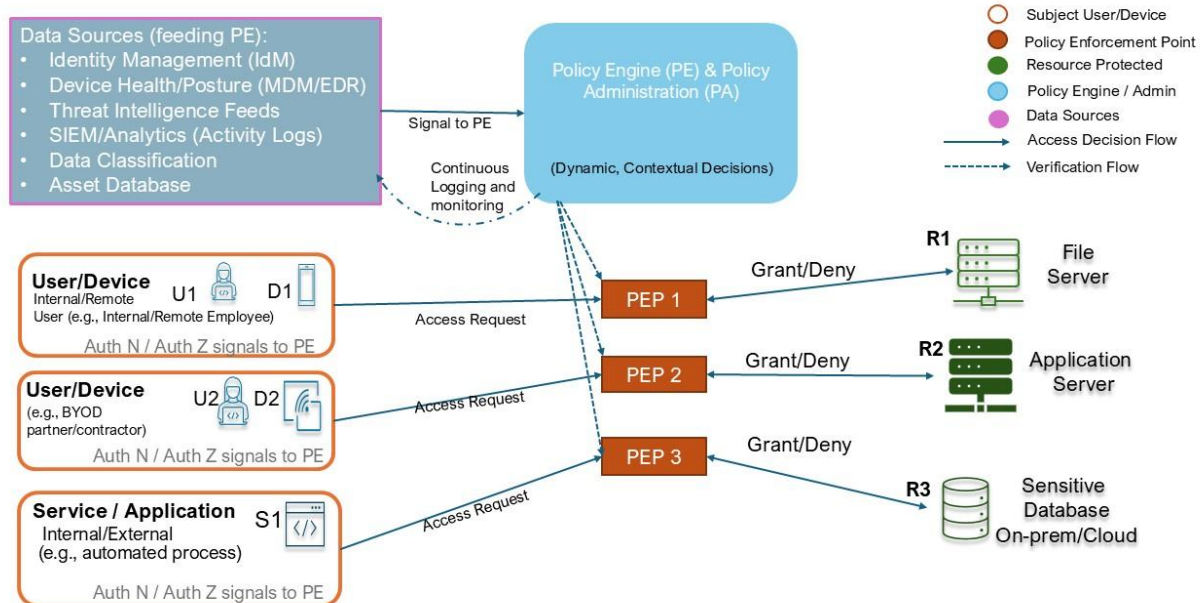 Data Sources (feeding PE):
• Identity Management (IdM)
• Device Health/Posture (MDM/EDR)
• Threat Intelligence Feeds
• SIEM/Analytics (Activity Logs)
• Data Classification
• Asset Database
Signal to PE
Continuous
Logging and
monitoring
Policy Engine (PE) & Policy
Administration (PA)
(Dynamic, Contextual Decisions)
Subject User/Device
Policy Enforcement Point
Resource Protected
Policy Engine / Admin
Data Sources
Access Decision Flow
Verification Flow
User/Device
Internal/Remote
User (e.g., Internal/Remote Employee)
U1
D1
Auth N / Auth Z signals to PE
Access Request
PEP 1
Grant/Deny
R1
File
Server
User/Device
(e.g., BYOD
partner/contractor)
U2
D2
Auth N / Auth Z signals to PE
Access Request
PEP 2
Grant/Deny
R2
Application
Server
Service / Application
Internal/External
(e.g., automated process)
S1
</>
Auth N / Auth Z signals to PE
Access Request
PEP 3
Grant/Deny
R3
Sensitive
Database
On-prem/Cloud